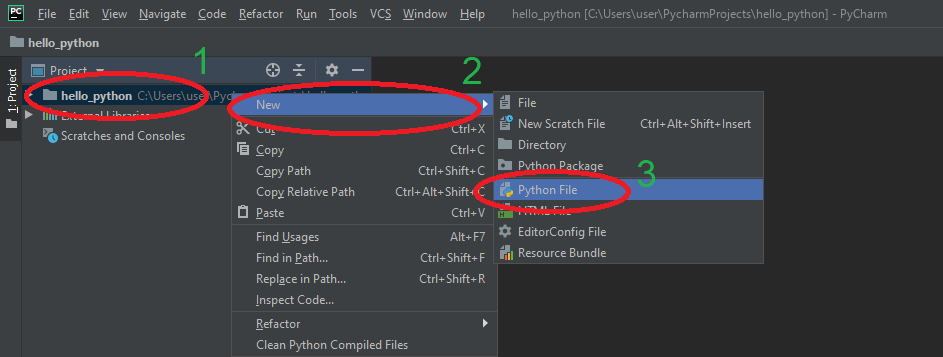 PC File Edit View Navigate Code Refactor Run Tools VCS Window Help hello_python [C:\Users\user\PycharmProjects\hello_python] - PyCharm
hello_python
1: Project
Project
1
hello_python C:\Users\user\Pych
External Libraries
Scratches and Consoles
2
New
Cut Ctrl+X
Copy Ctrl+C
Copy Path Ctrl+Shift+C
Copy Relative Path Ctrl+Alt+Shift+C
Paste Ctrl+V
Find Usages Alt+F7
Find in Path... Ctrl+Shift+F
Replace in Path... Ctrl+Shift+R
Inspect Code...
Refactor
Clean Python Compiled Files
File
New Scratch File Ctrl+Alt+Shift+Insert
Directory
Python Package
3
Python File
HTML File
EditorConfig File
Resource Bundle